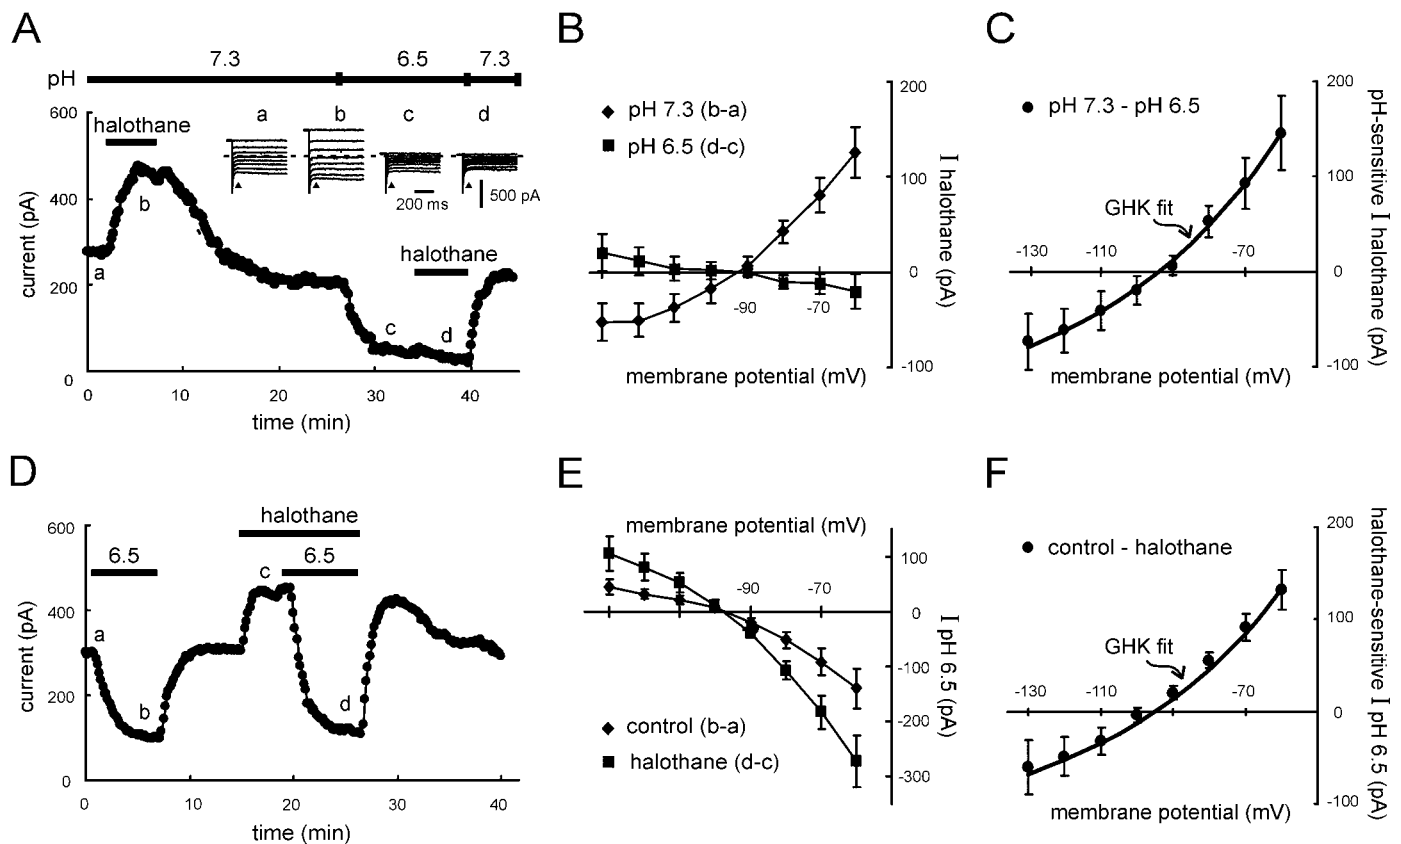 A
pH
7.3
6.5
7.3
600
400
200
0
current (pA)
halothane
a
b
c
d
200 ms
500 pA
a
b
c
d
halothane
0
10
20
30
40
time (min)
B
pH 7.3 (b-a)
pH 6.5 (d-c)
200
100
0
-100
-90
-70
I halothane (pA)
membrane potential (mV)
C
pH 7.3 - pH 6.5
GHK fit
-130
-110
-70
200
100
0
-100
pH-sensitive I halothane (pA)
membrane potential (mV)
D
600
400
200
0
current (pA)
halothane
6.5
6.5
a
b
c
d
0
10
20
30
40
time (min)
E
membrane potential (mV)
-90
-70
100
0
-100
-200
-300
I pH 6.5 (pA)
control (b-a)
halothane (d-c)
F
control - halothane
GHK fit
-130
-110
-70
200
100
0
-100
halothane-sensitive I pH 6.5 (pA)
membrane potential (mV)